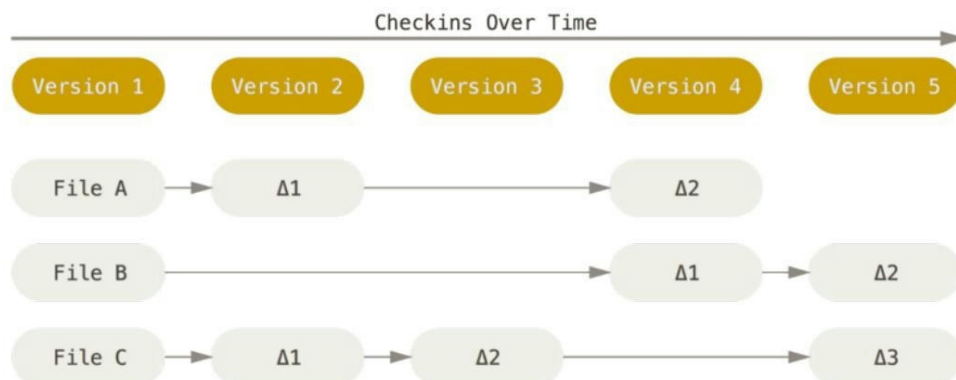 Checkins Over Time
Version 1 Version 2 Version 3 Version 4 Version 5
File A Δ1 Δ2
File B Δ1 Δ2
File C Δ1 Δ2 Δ3